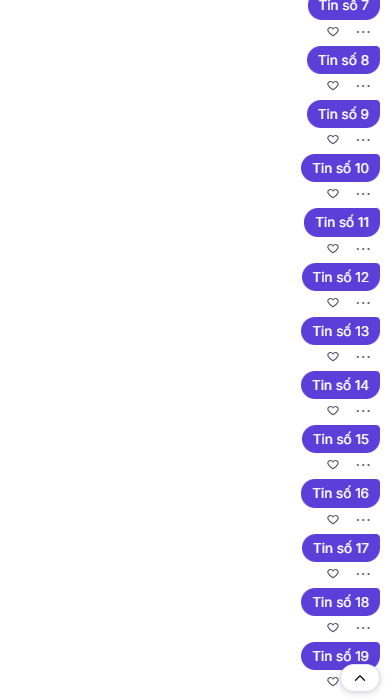 Tin số 7
Tin số 8
Tin số 9
Tin số 10
Tin số 11
Tin số 12
Tin số 13
Tin số 14
Tin số 15
Tin số 16
Tin số 17
Tin số 18
Tin số 19